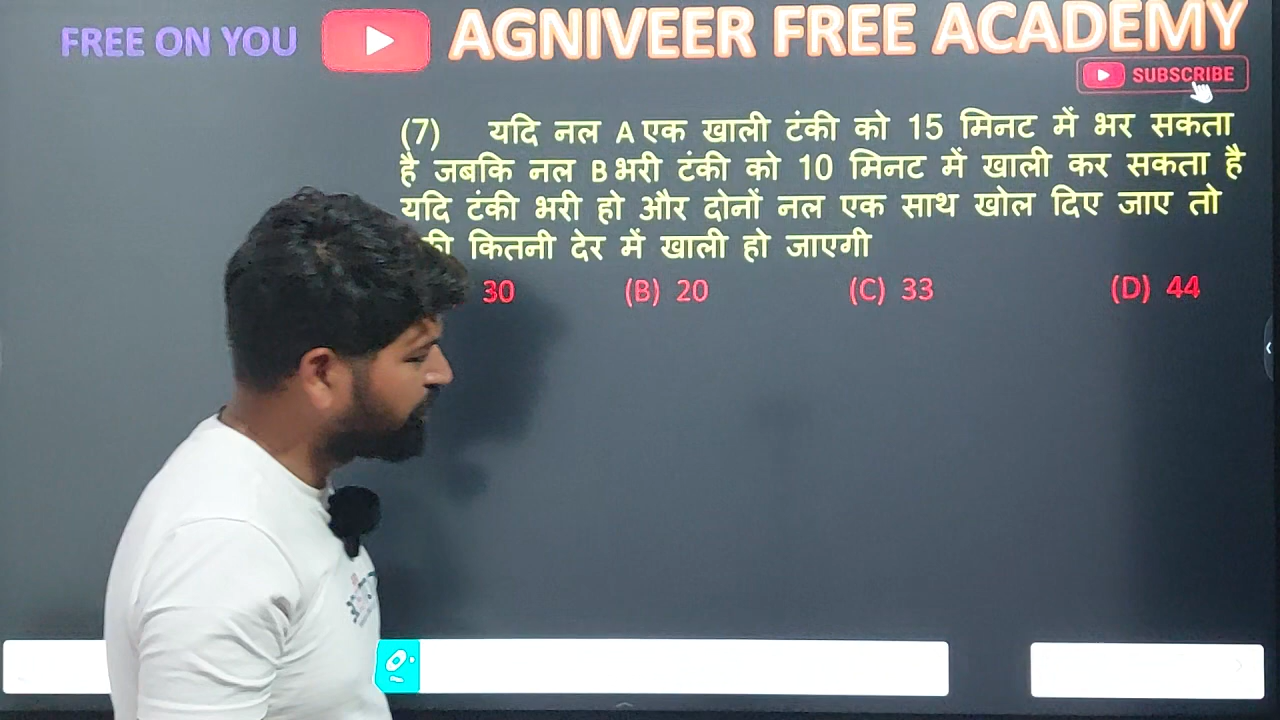 FREE ON YOU AGNIVEER FREE ACADEMY
SUBSCRIBE
(7) यदि नल A एक खाली टंकी को 15 मिनट में भर सकता
है जबकि नल B भरी टंकी को 10 मिनट में खाली कर सकता है
यदि टंकी भरी हो और दोनों नल एक साथ खोल दिए जाए तो
कितनी देर में खाली हो जाएगी
30 (B) 20 (C) 33 (D) 44